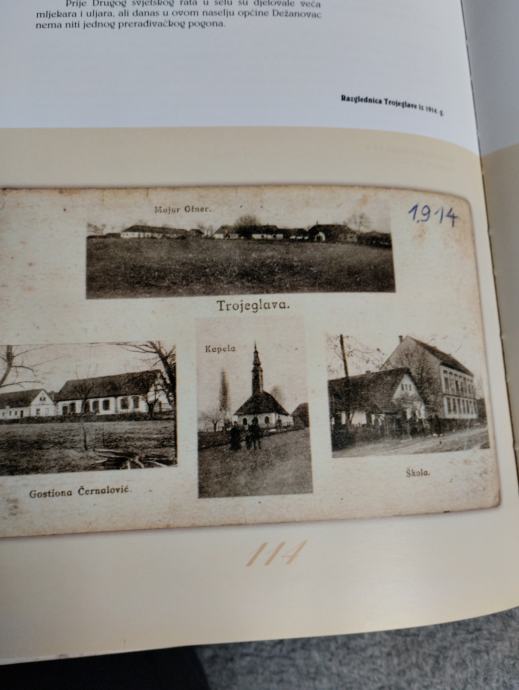 Prije Drugog svjetskog rata u selu su djelovale veća
mljekara i uljara, ali danas u ovom naselju općine Dežanovac
nema niti jednog prerađivačkog pogona.
Razglednica Trojeglave iz 1914. g.
Majur Ofner.
1914
Trojeglava.
Kapela
Gostiona Černalović.
Škola.
114